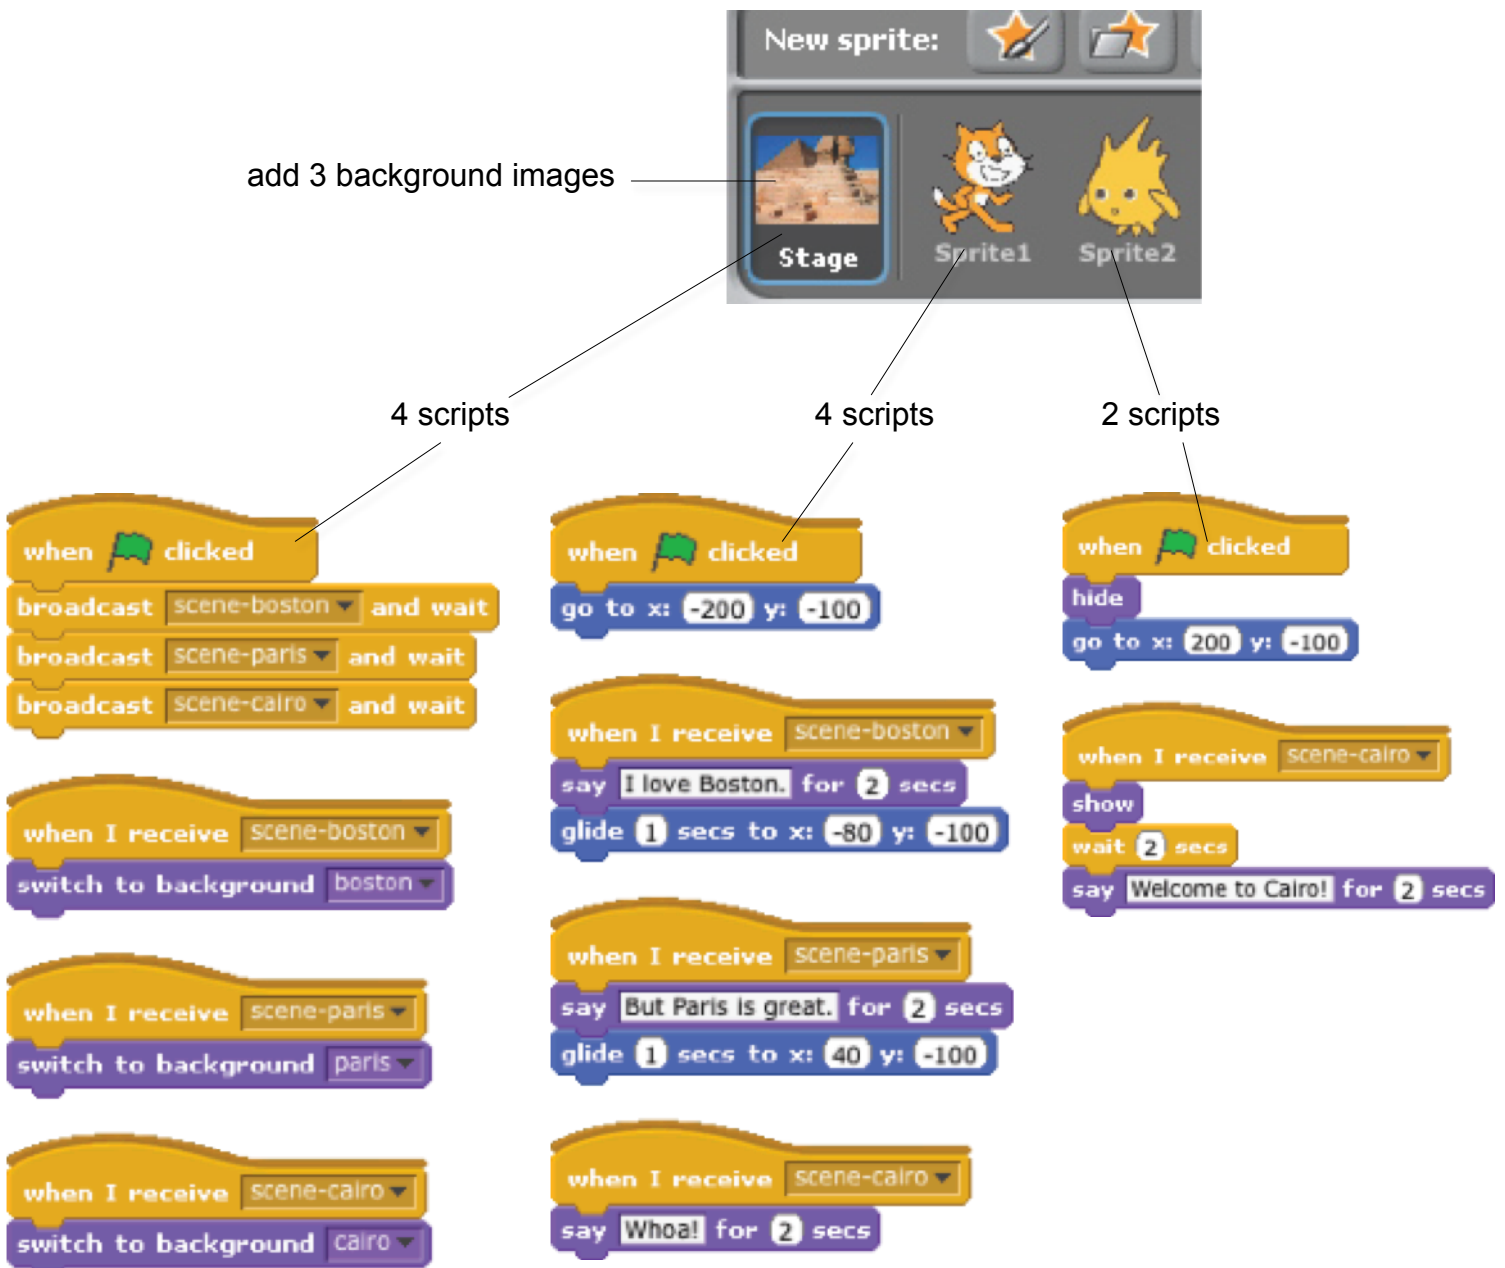 New sprite:
add 3 background images
Stage
Sprite1
Sprite2
4 scripts
4 scripts
2 scripts
when clicked
broadcast scene-boston and wait
broadcast scene-paris and wait
broadcast scene-cairo and wait
when I receive scene-boston
switch to background boston
when I receive scene-paris
switch to background paris
when I receive scene-cairo
switch to background cairo
when clicked
go to x: -200 y: -100
when I receive scene-boston
say I love Boston. for 2 secs
glide 1 secs to x: -80 y: -100
when I receive scene-paris
say But Paris is great. for 2 secs
glide 1 secs to x: 40 y: -100
when I receive scene-cairo
say Whoa! for 2 secs
when clicked
hide
go to x: 200 y: -100
when I receive scene-cairo
show
wait 2 secs
say Welcome to Cairo! for 2 secs